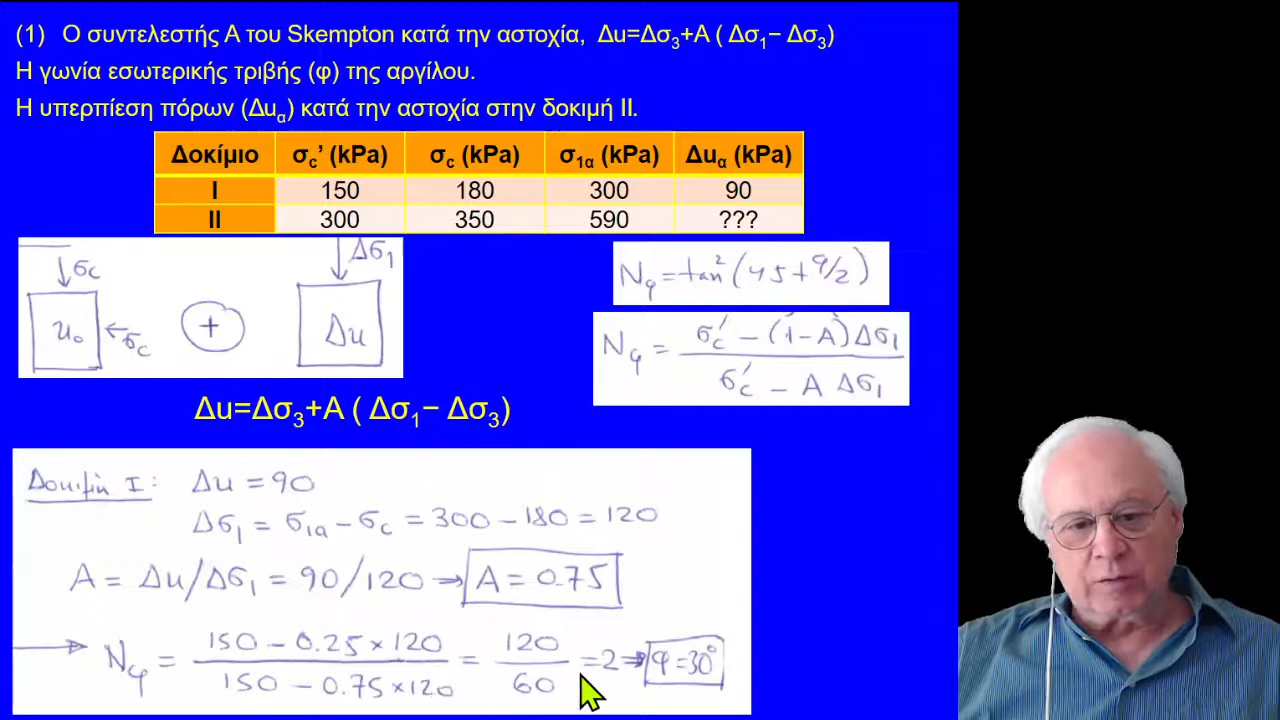 (1) Ο συντελεστής Α του Skempton κατά την αστοχία, Δu=Δσ₃+A ( Δσ₁− Δσ₃)
Η γωνία εσωτερικής τριβής (φ) της αργίλου.
Η υπερπίεση πόρων (Δuₐ) κατά την αστοχία στην δοκιμή II.
Δοκίμιο σc’ (kPa) σc (kPa) σ₁α (kPa) Δuα (kPa)
I 150 180 300 90
II 300 350 590 ???
σc
u₀ ←σc + Δσ₁ Δu
Nφ = tan²(45+φ/2)
Nφ = (σc′ − (1−A)Δσ₁) / (σc′ − A Δσ₁)
Δu=Δσ₃+A ( Δσ₁− Δσ₃)
Δοκιμή I: Δu = 90
Δσ₁ = σ₁α − σc = 300 − 180 = 120
A = Δu/Δσ₁ = 90/120 → A = 0.75
→ Nφ = (150 − 0.25×120) / (150 − 0.75×120) = 120/60 = 2 → φ=30°